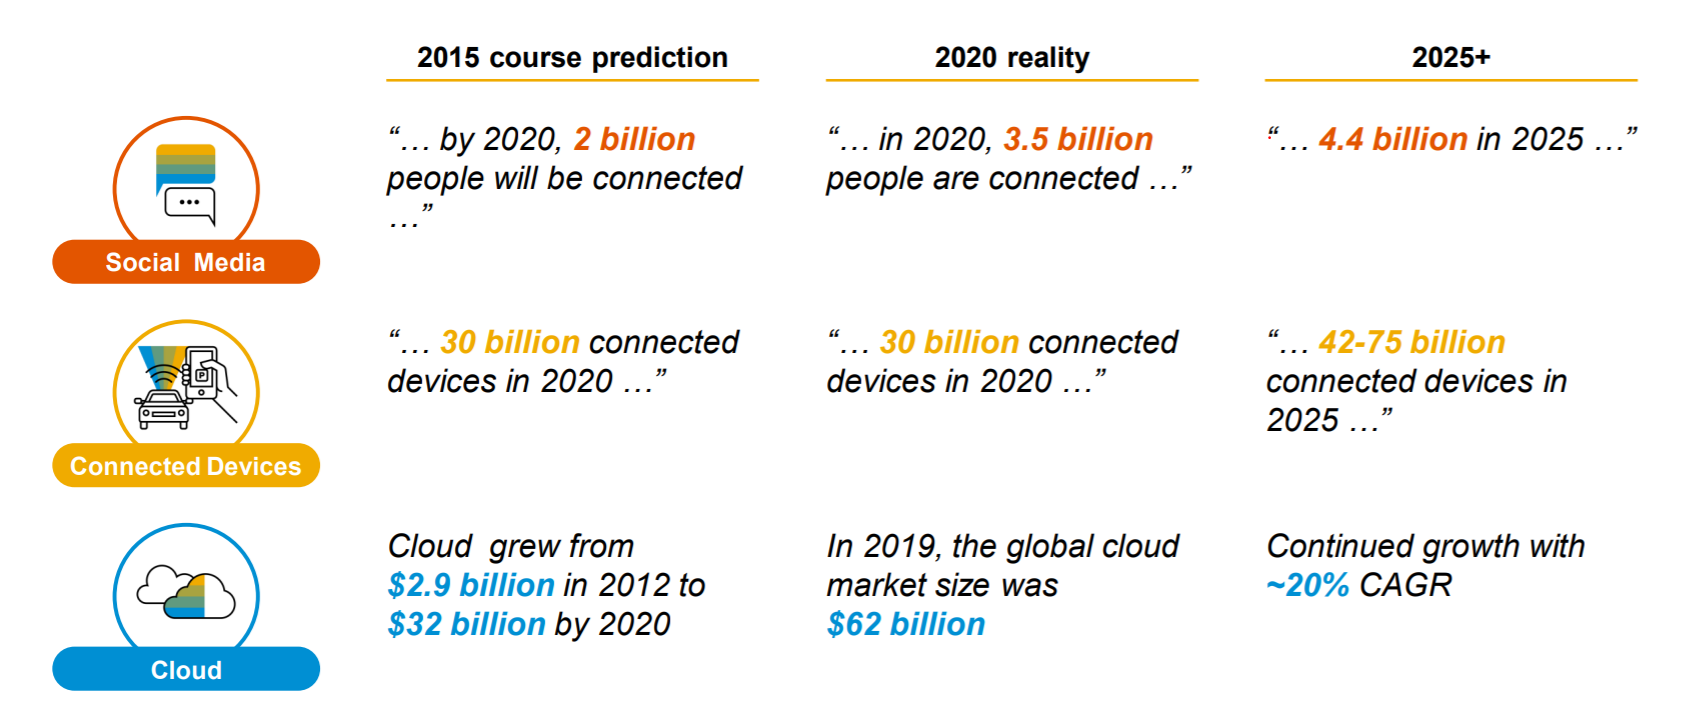 2015 course prediction
2020 reality
2025+
Social Media
“… by 2020, 2 billion
people will be connected
…”
“… in 2020, 3.5 billion
people are connected …”
“… 4.4 billion in 2025 …”
Connected Devices
P
“… 30 billion connected
devices in 2020 …”
“… 30 billion connected
devices in 2020 …”
“… 42-75 billion
connected devices in
2025 …”
Cloud
Cloud grew from
$2.9 billion in 2012 to
$32 billion by 2020
In 2019, the global cloud
market size was
$62 billion
Continued growth with
~20% CAGR